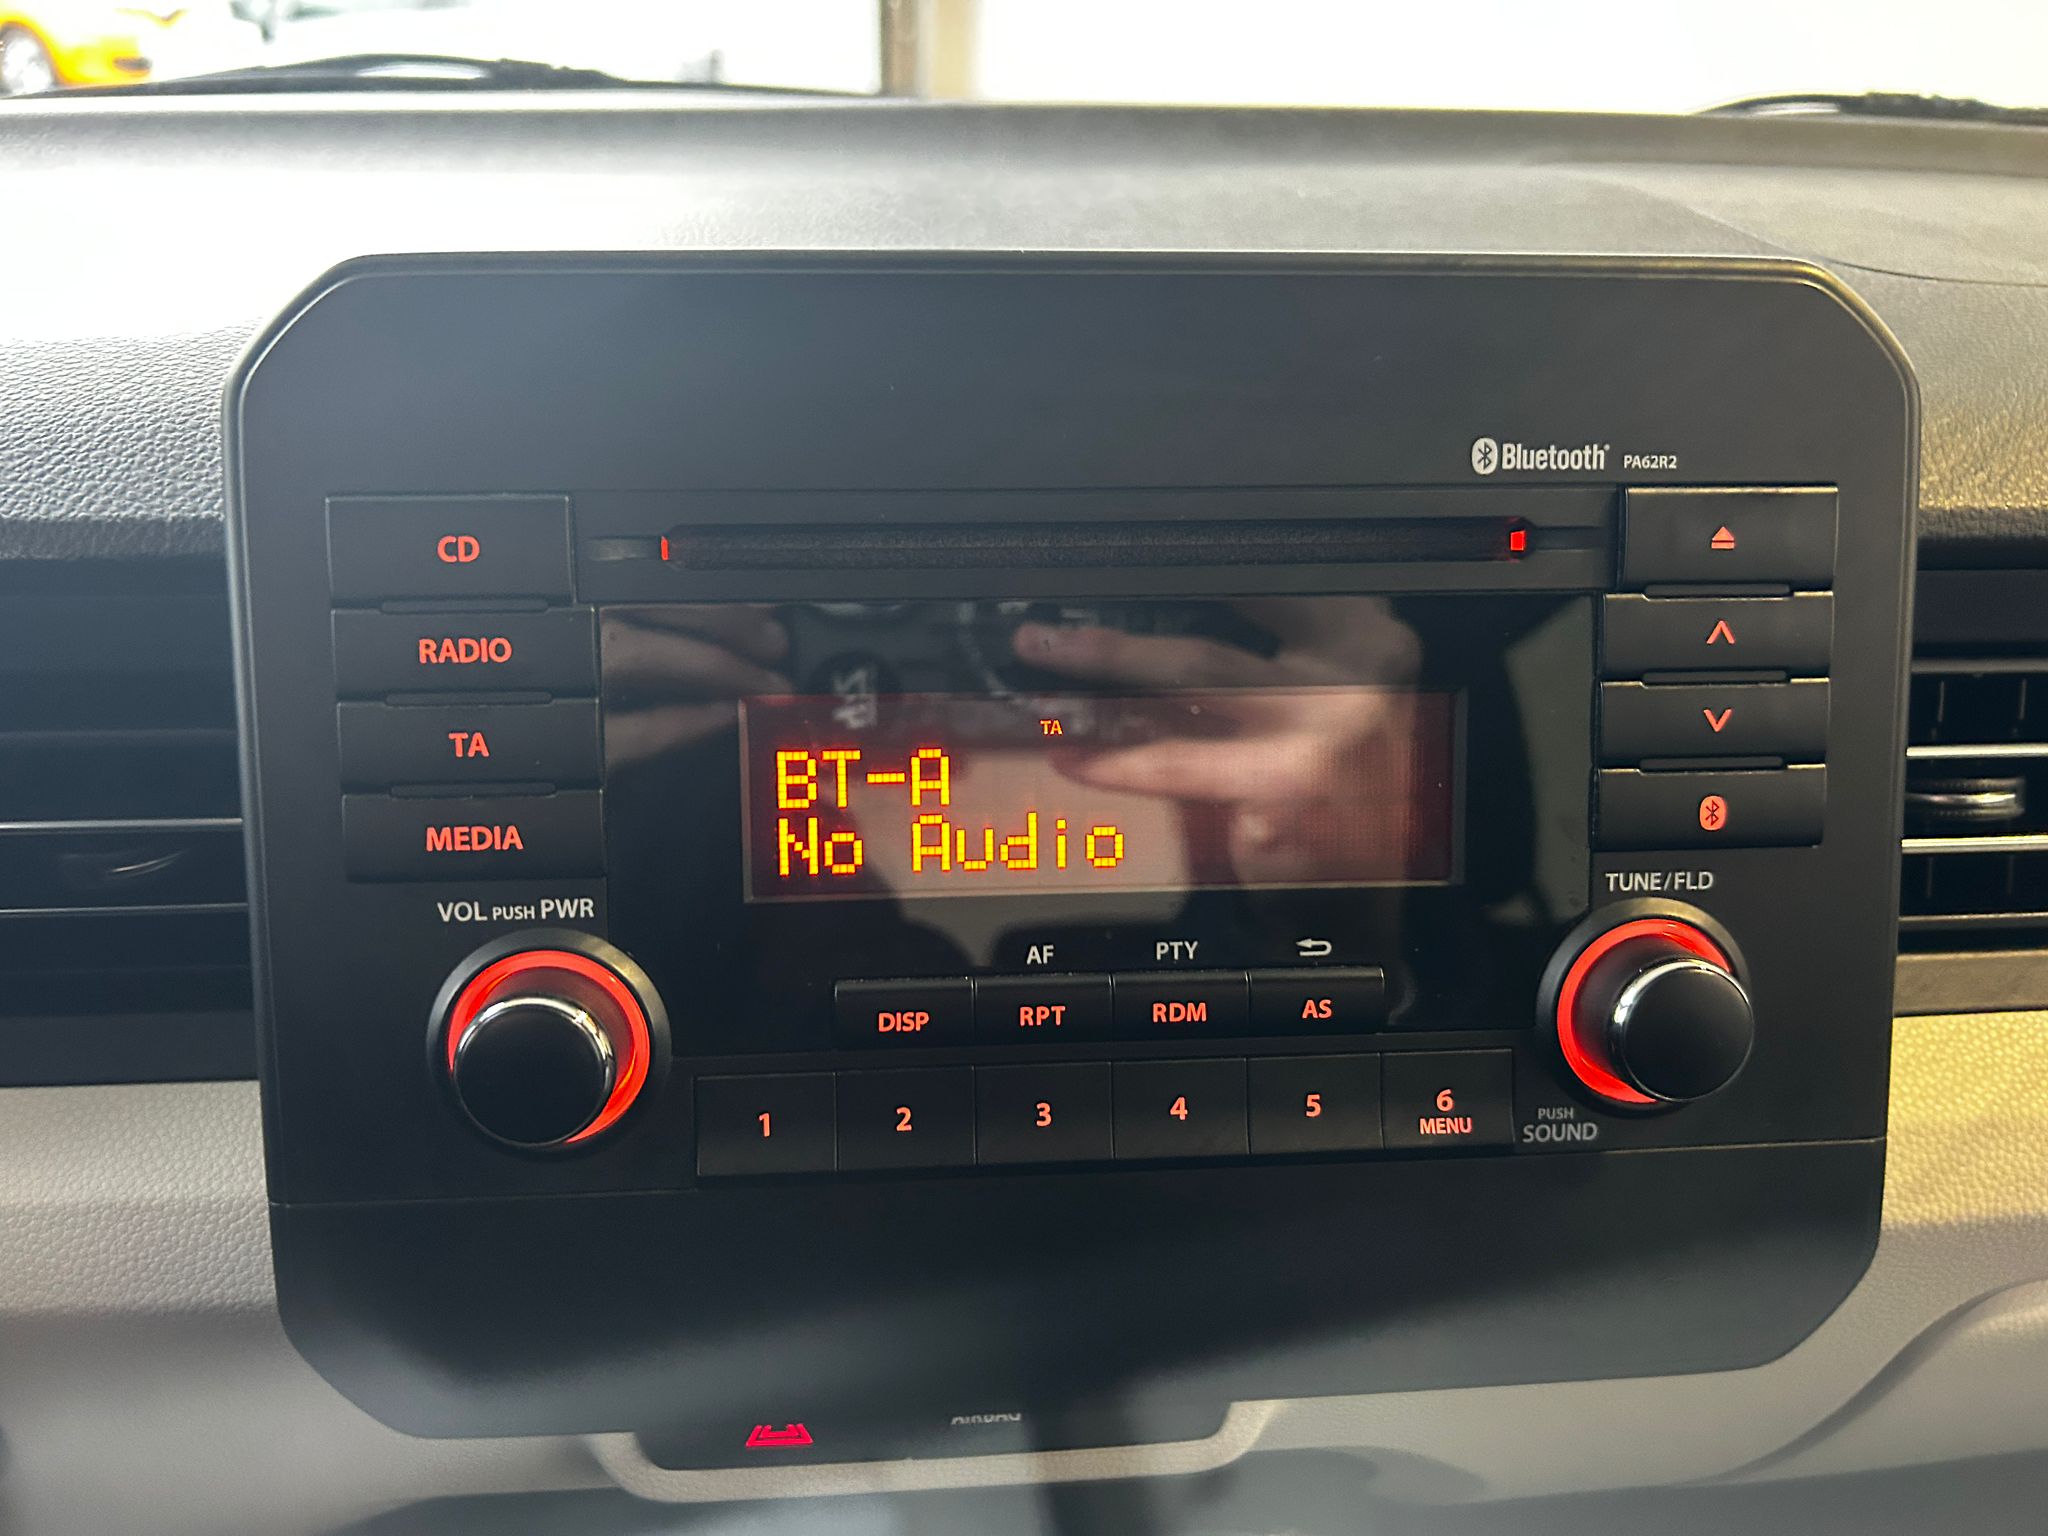 Bluetooth PA62R2
CD
RADIO
TA
MEDIA
TA
BT-A
No Audio
VOL PUSH PWR
TUNE/FLD
AF PTY
DISP RPT RDM AS
1 2 3 4 5 6
MENU
PUSH
SOUND
AIRBAG